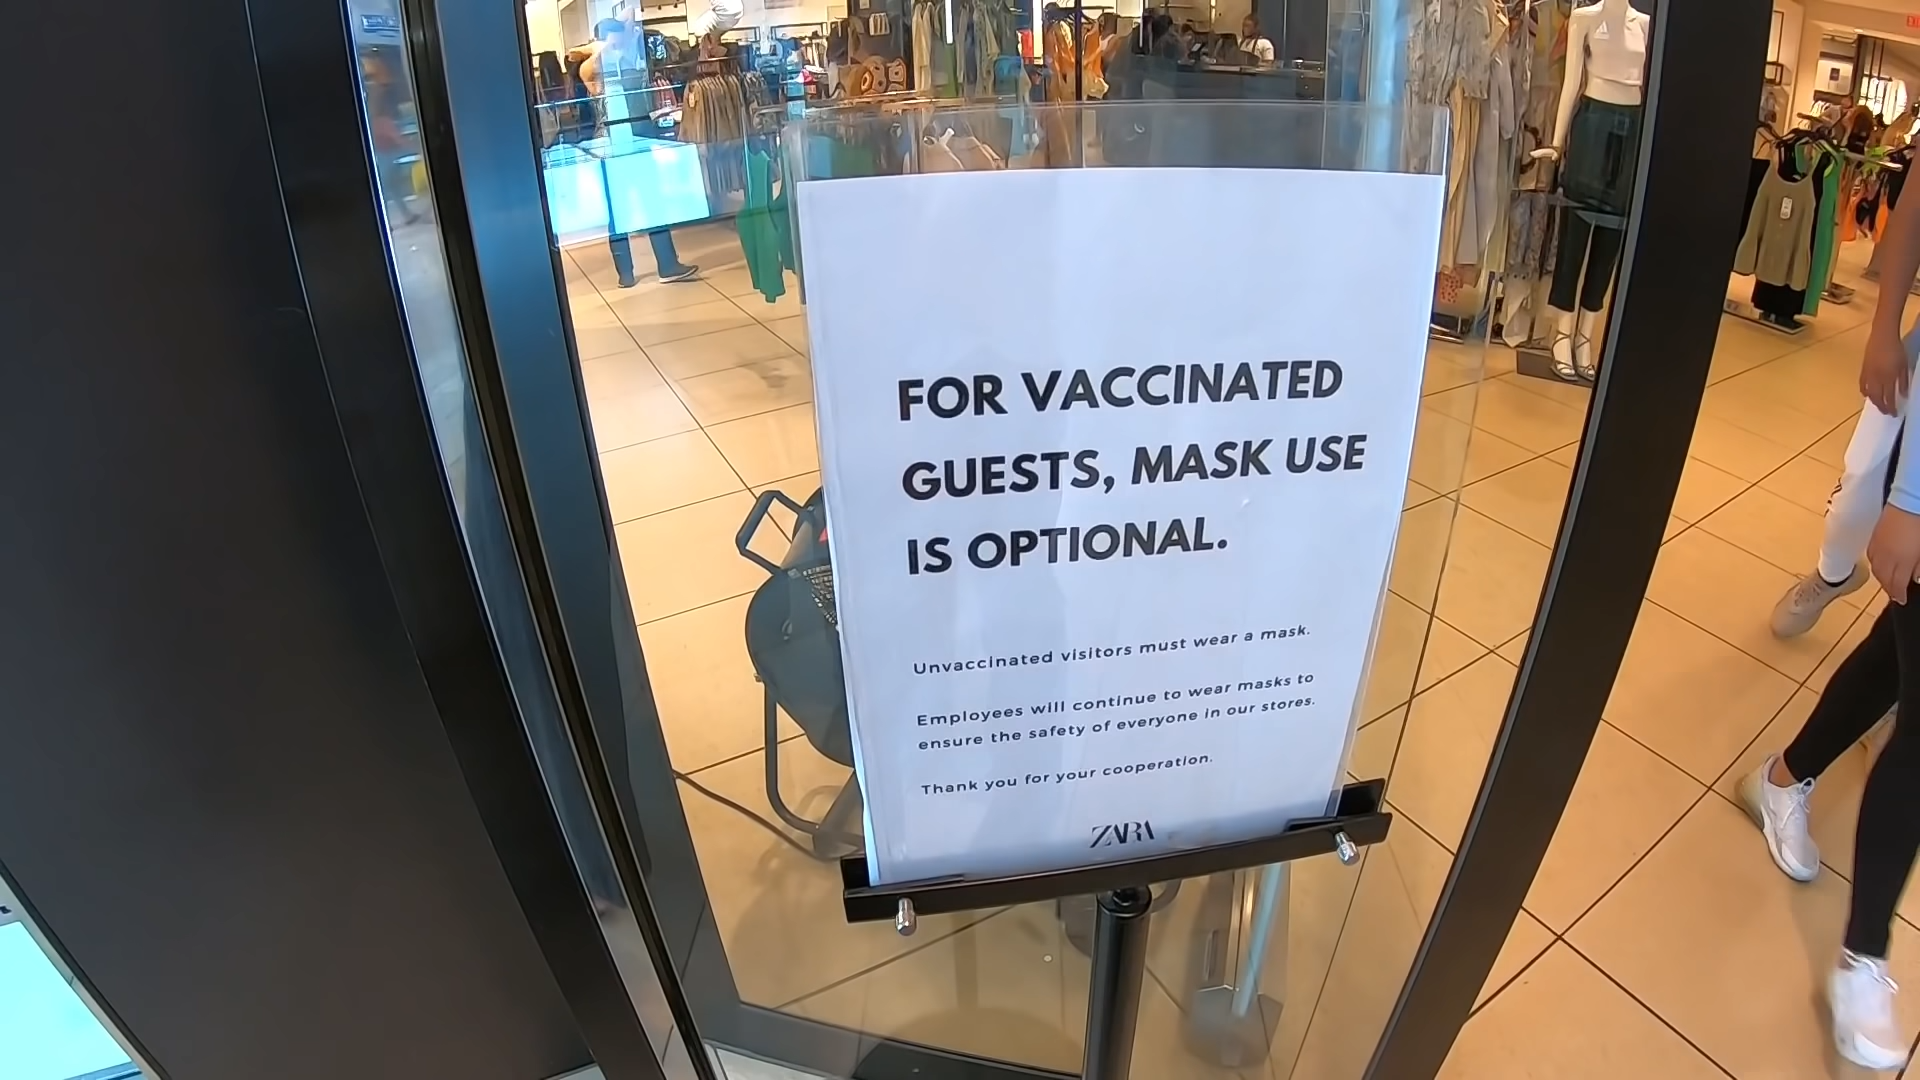 FOR VACCINATED
GUESTS, MASK USE
IS OPTIONAL.
Unvaccinated visitors must wear a mask.
Employees will continue to wear masks to
ensure the safety of everyone in our stores.
Thank you for your cooperation.
ZARA